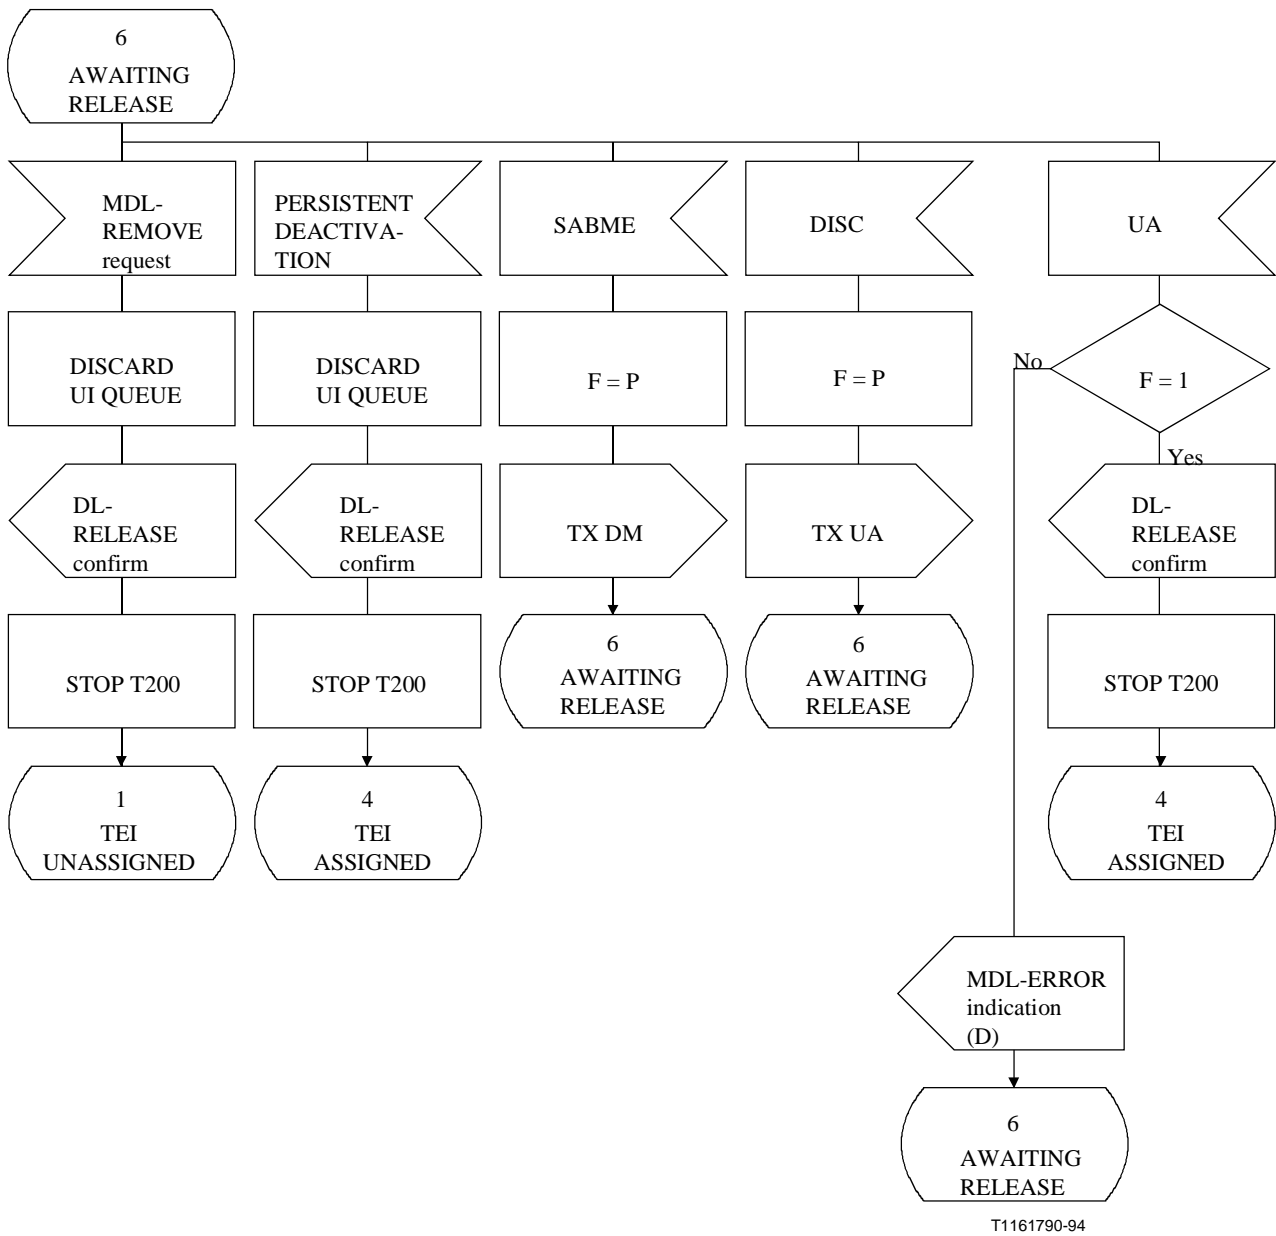 6
AWAITING
RELEASE
MDL-
REMOVE
request
PERSISTENT
DEACTIVA-
TION
SABME
DISC
UA
DISCARD
UI QUEUE
DISCARD
UI QUEUE
F = P
F = P
No
F = 1
Yes
DL-
RELEASE
confirm
DL-
RELEASE
confirm
TX DM
TX UA
DL-
RELEASE
confirm
STOP T200
STOP T200
6
AWAITING
RELEASE
6
AWAITING
RELEASE
STOP T200
1
TEI
UNASSIGNED
4
TEI
ASSIGNED
4
TEI
ASSIGNED
MDL-ERROR
indication
(D)
6
AWAITING
RELEASE
T1161790-94